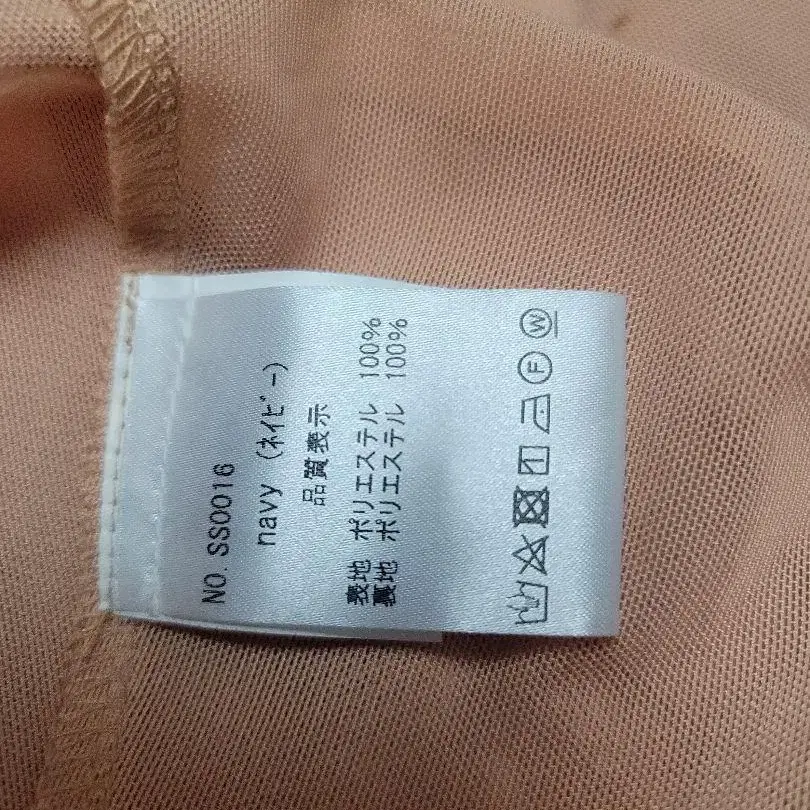 NO. SS0016
navy (ネイビー)
品質表示
表地 ポリエステル 100%
裏地 ポリエステル 100%
F W